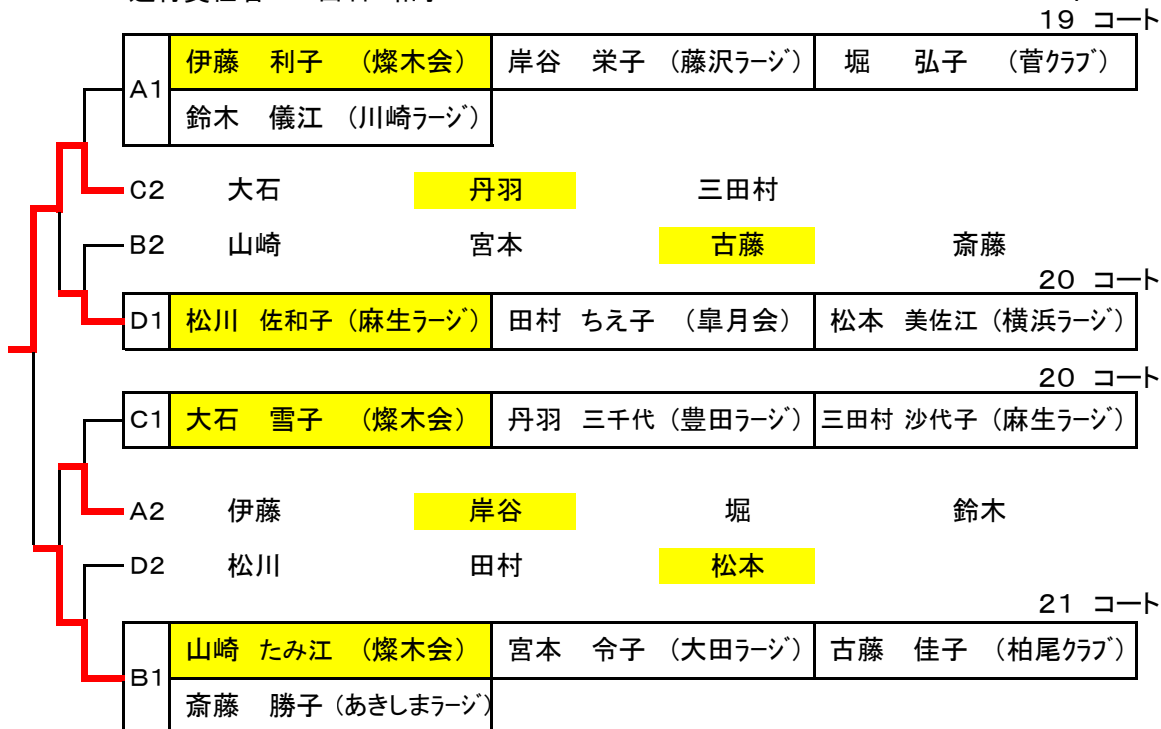 19 コート
A1 伊藤 利子 (燦木会) 岸谷 栄子 (藤沢ラージ) 堀 弘子 (菅クラブ)
鈴木 儀江 (川崎ラージ)
C2 大石 丹羽 三田村
B2 山崎 宮本 古藤 斎藤
20 コート
D1 松川 佐和子 (麻生ラージ) 田村 ちえ子 (皐月会) 松本 美佐江 (横浜ラージ)
20 コート
C1 大石 雪子 (燦木会) 丹羽 三千代 (豊田ラージ) 三田村 沙代子 (麻生ラージ)
A2 伊藤 岸谷 堀 鈴木
D2 松川 田村 松本
21 コート
B1 山崎 たみ江 (燦木会) 宮本 令子 (大田ラージ) 古藤 佳子 (柏尾クラブ)
斎藤 勝子 (あきしまラージ)